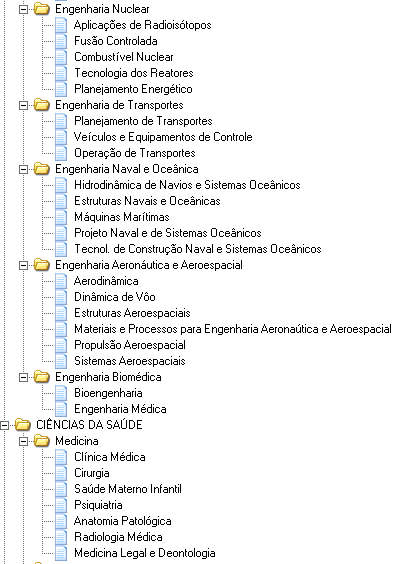 Engenharia Nuclear
Aplicações de Radioisótopos
Fusão Controlada
Combustível Nuclear
Tecnologia dos Reatores
Planejamento Energético
Engenharia de Transportes
Planejamento de Transportes
Veículos e Equipamentos de Controle
Operação de Transportes
Engenharia Naval e Oceânica
Hidrodinâmica de Navios e Sistemas Oceânicos
Estruturas Navais e Oceânicas
Máquinas Marítimas
Projeto Naval e de Sistemas Oceânicos
Tecnol. de Construção Naval e Sistemas Oceânicos
Engenharia Aeronáutica e Aeroespacial
Aerodinâmica
Dinâmica de Vôo
Estruturas Aeroespaciais
Materiais e Processos para Engenharia Aeronaútica e Aeroespacial
Propulsão Aeroespacial
Sistemas Aeroespaciais
Engenharia Biomédica
Bioengenharia
Engenharia Médica
CIÊNCIAS DA SAÚDE
Medicina
Clínica Médica
Cirurgia
Saúde Materno Infantil
Psiquiatria
Anatomia Patológica
Radiologia Médica
Medicina Legal e Deontologia